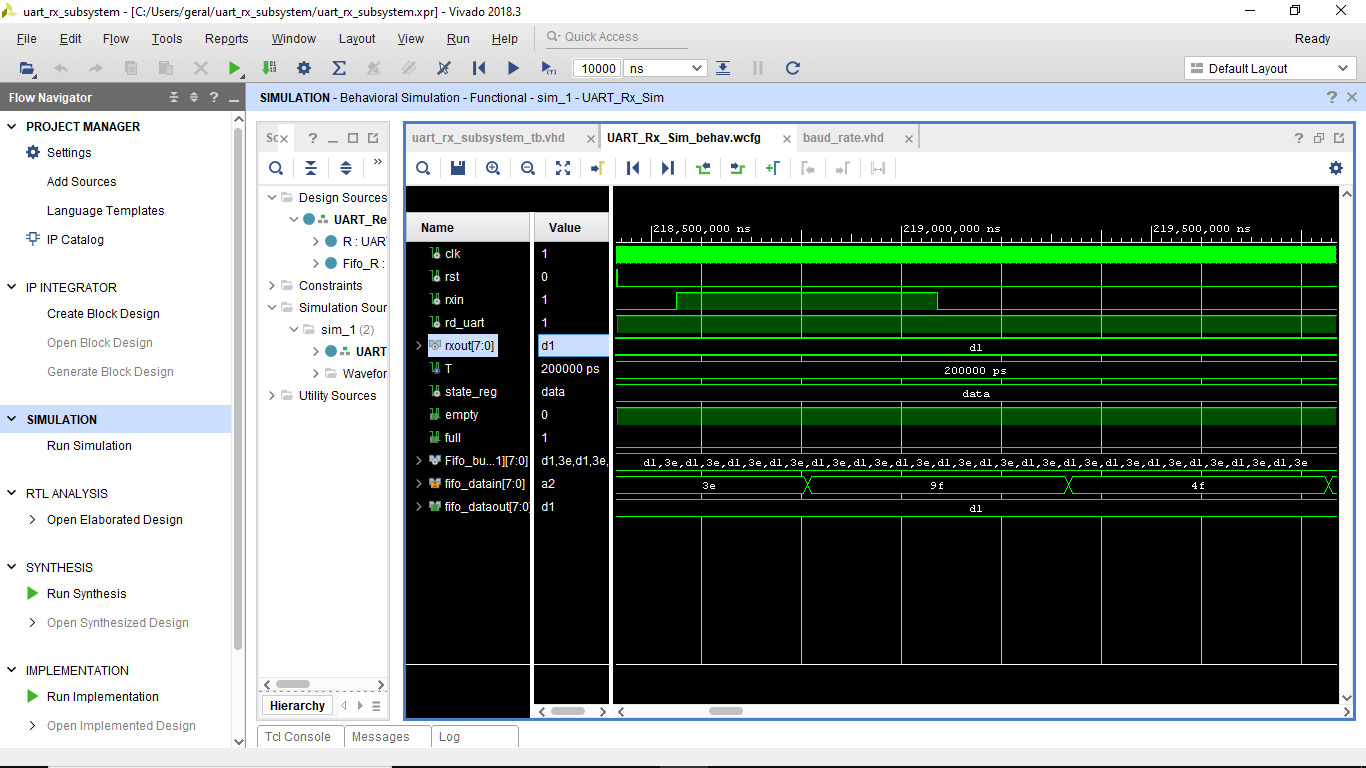 uart_rx_subsystem - [C:/Users/geral/uart_rx_subsystem/uart_rx_subsystem.xpr] - Vivado 2018.3
File Edit Flow Tools Reports Window Layout View Run Help Quick Access Ready
10000 ns Default Layout
Flow Navigator
SIMULATION - Behavioral Simulation - Functional - sim_1 - UART_Rx_Sim
PROJECT MANAGER
Settings
Add Sources
Language Templates
IP Catalog
IP INTEGRATOR
Create Block Design
Open Block Design
Generate Block Design
SIMULATION
Run Simulation
RTL ANALYSIS
Open Elaborated Design
SYNTHESIS
Run Synthesis
Open Synthesized Design
IMPLEMENTATION
Run Implementation
Open Implemented Design
Sc
Design Sources
UART_Re
R : UAR
Fifo_R :
Constraints
Simulation Sour
sim_1 (2)
UART
Wavefor
Utility Sources
Hierarchy
uart_rx_subsystem_tb.vhd UART_Rx_Sim_behav.wcfg baud_rate.vhd
Name Value 218,500,000 ns 219,000,000 ns 219,500,000 ns
clk 1
rst 0
rxin 1
rd_uart 1
rxout[7:0] d1 d1
T 200000 ps 200000 ps
state_reg data data
empty 0
full 1
Fifo_bu...1][7:0] d1,3e,d1,3e, d1,3e,d1,3e,d1,3e,d1,3e,d1,3e,d1,3e,d1,3e,d1,3e,d1,3e,d1,3e,d1,3e,d1,3e,d1,3e,d1,3e,d1,3e,d1,3e
fifo_datain[7:0] a2 3e 9f 4f
fifo_dataout[7:0 d1 d1
Tcl Console Messages Log